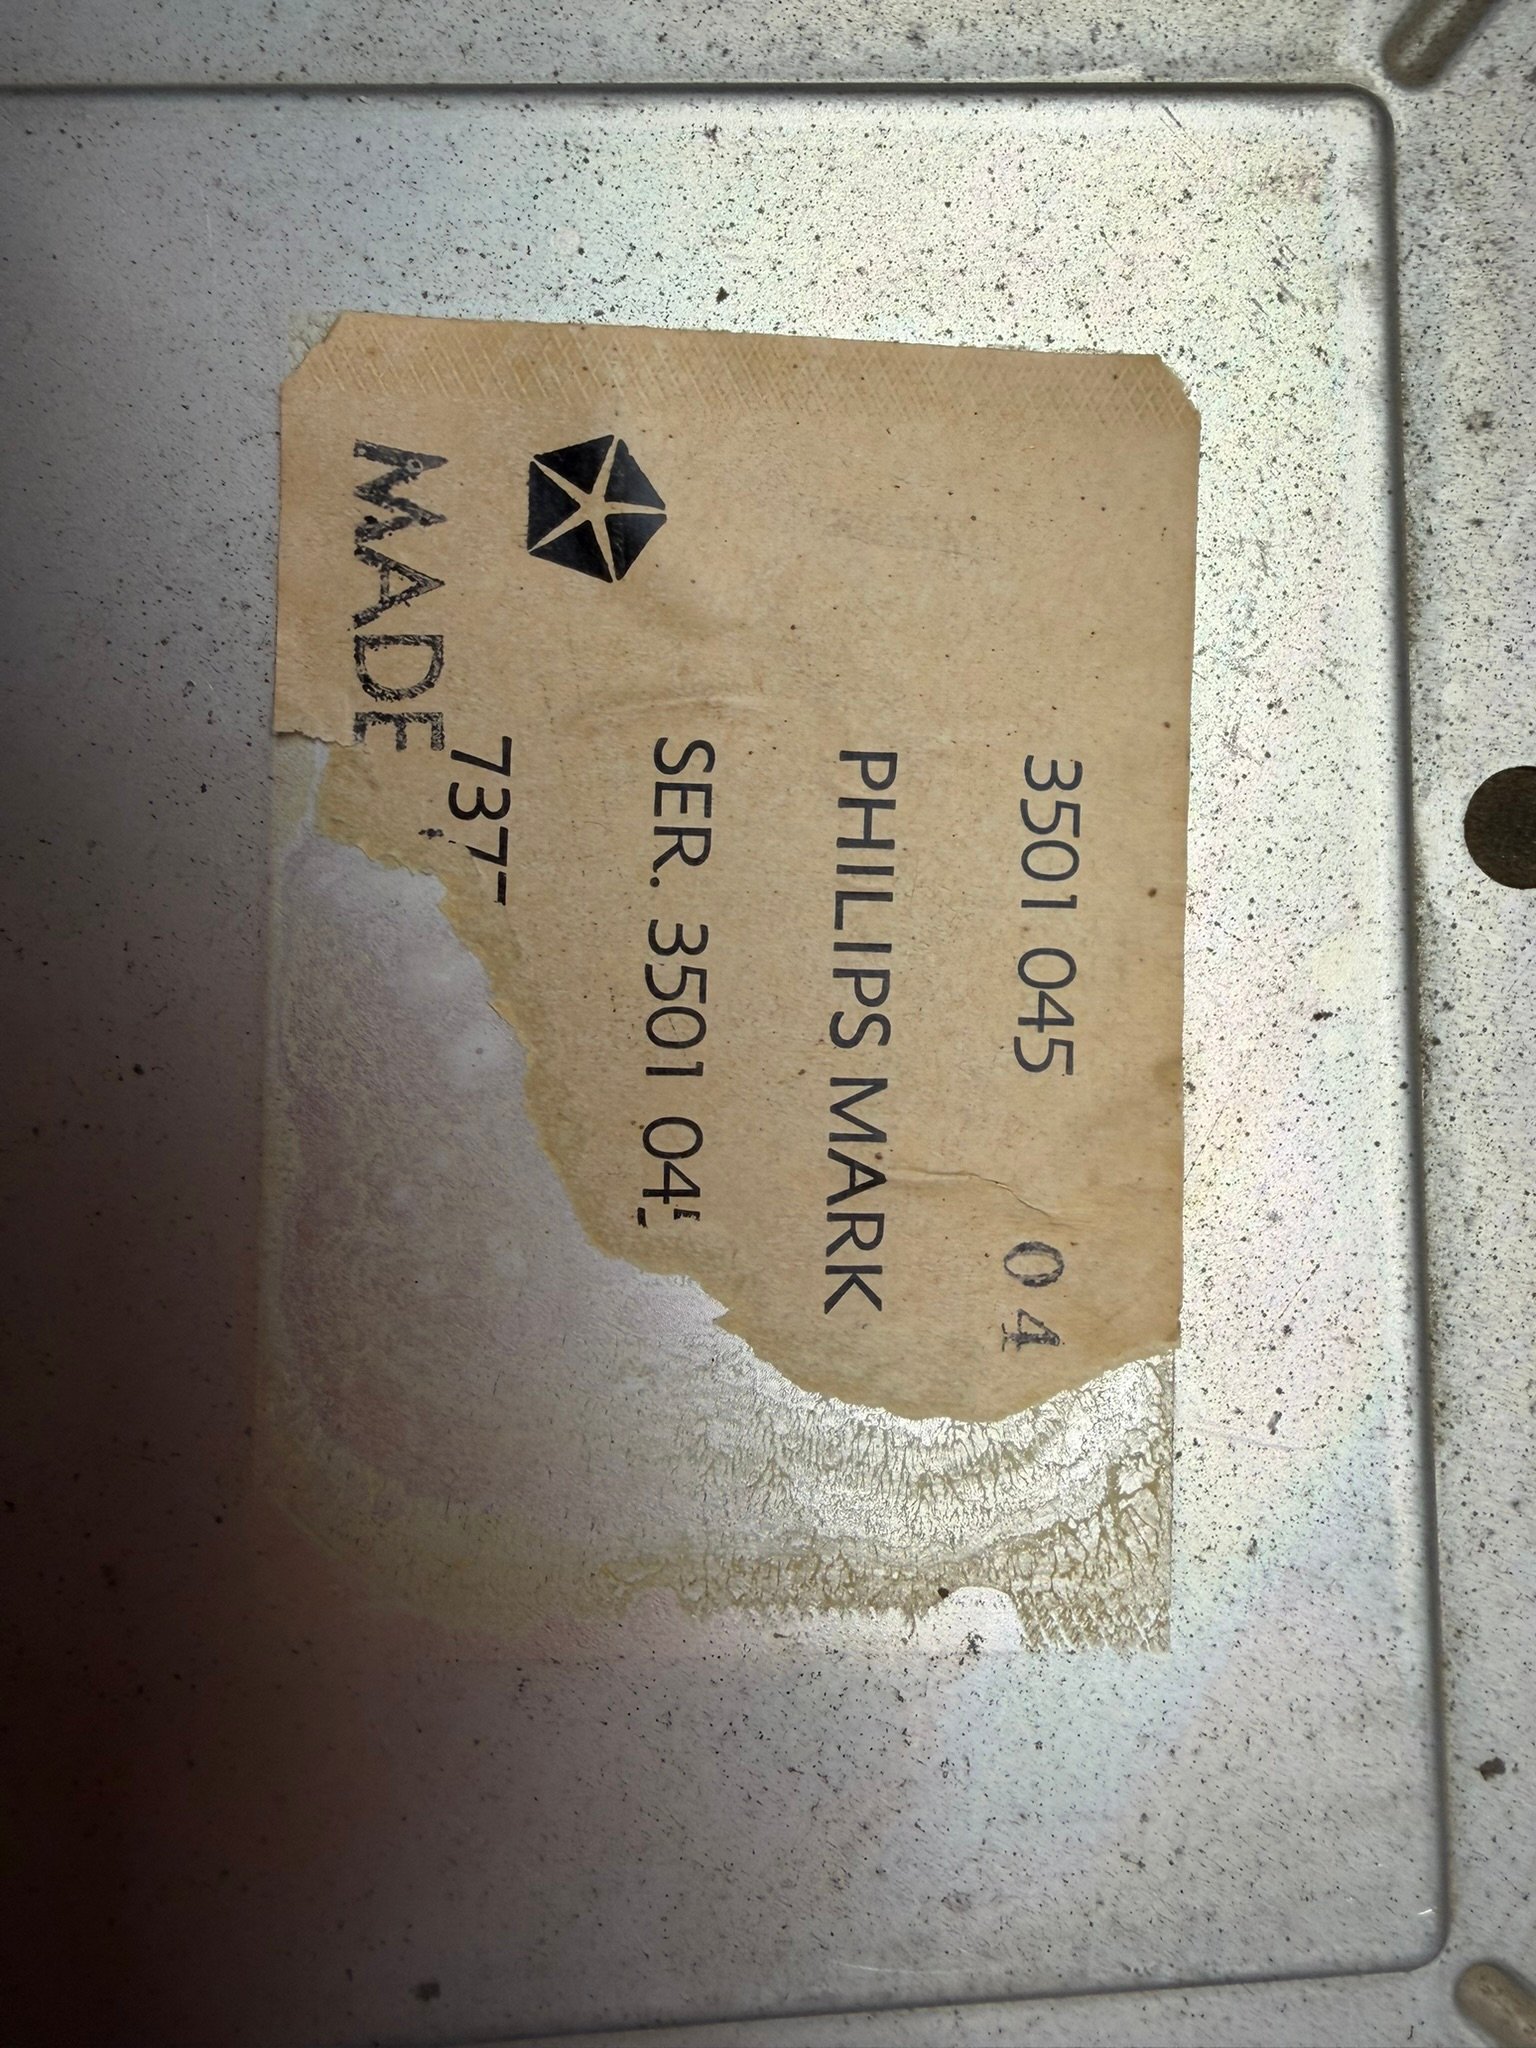 3501 045 04
PHILIPS MARK
SER. 3501 04
737
MADE